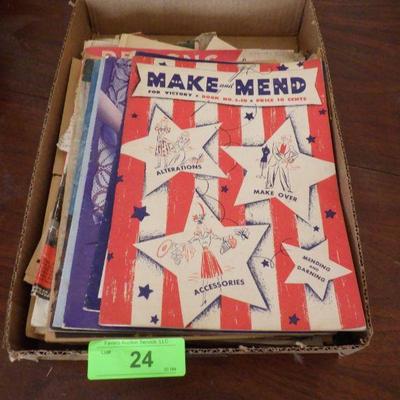 MAKE and MEND
FOR VICTORY • BOOK NO. S-10 • PRICE 10 CENTS
ALTERATIONS
MAKE OVER
ACCESSORIES
MENDING
AND
DARNING
LOT
24